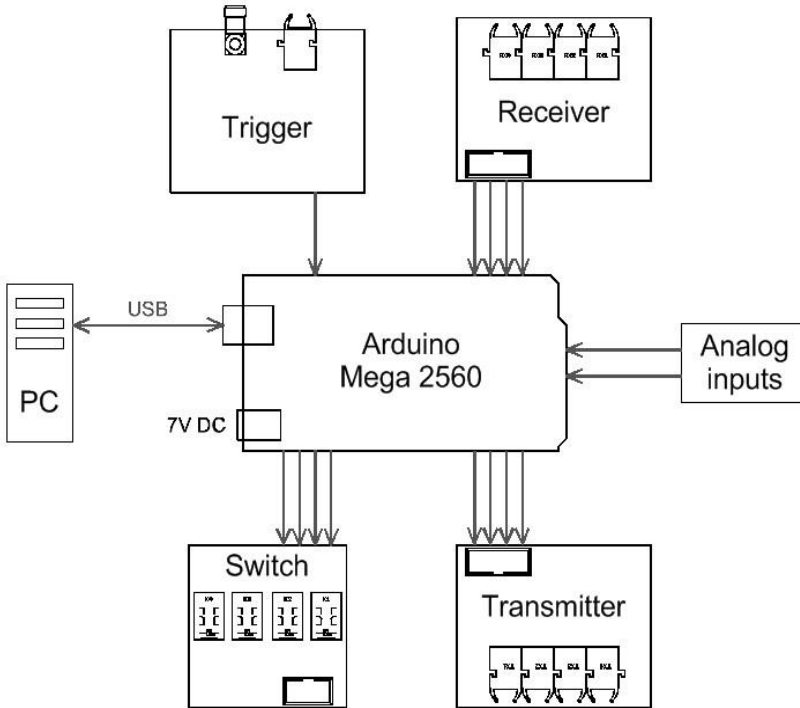 Trigger
Receiver
USB
Arduino
Mega 2560
Analog
inputs
PC
7V DC
Switch
Transmitter